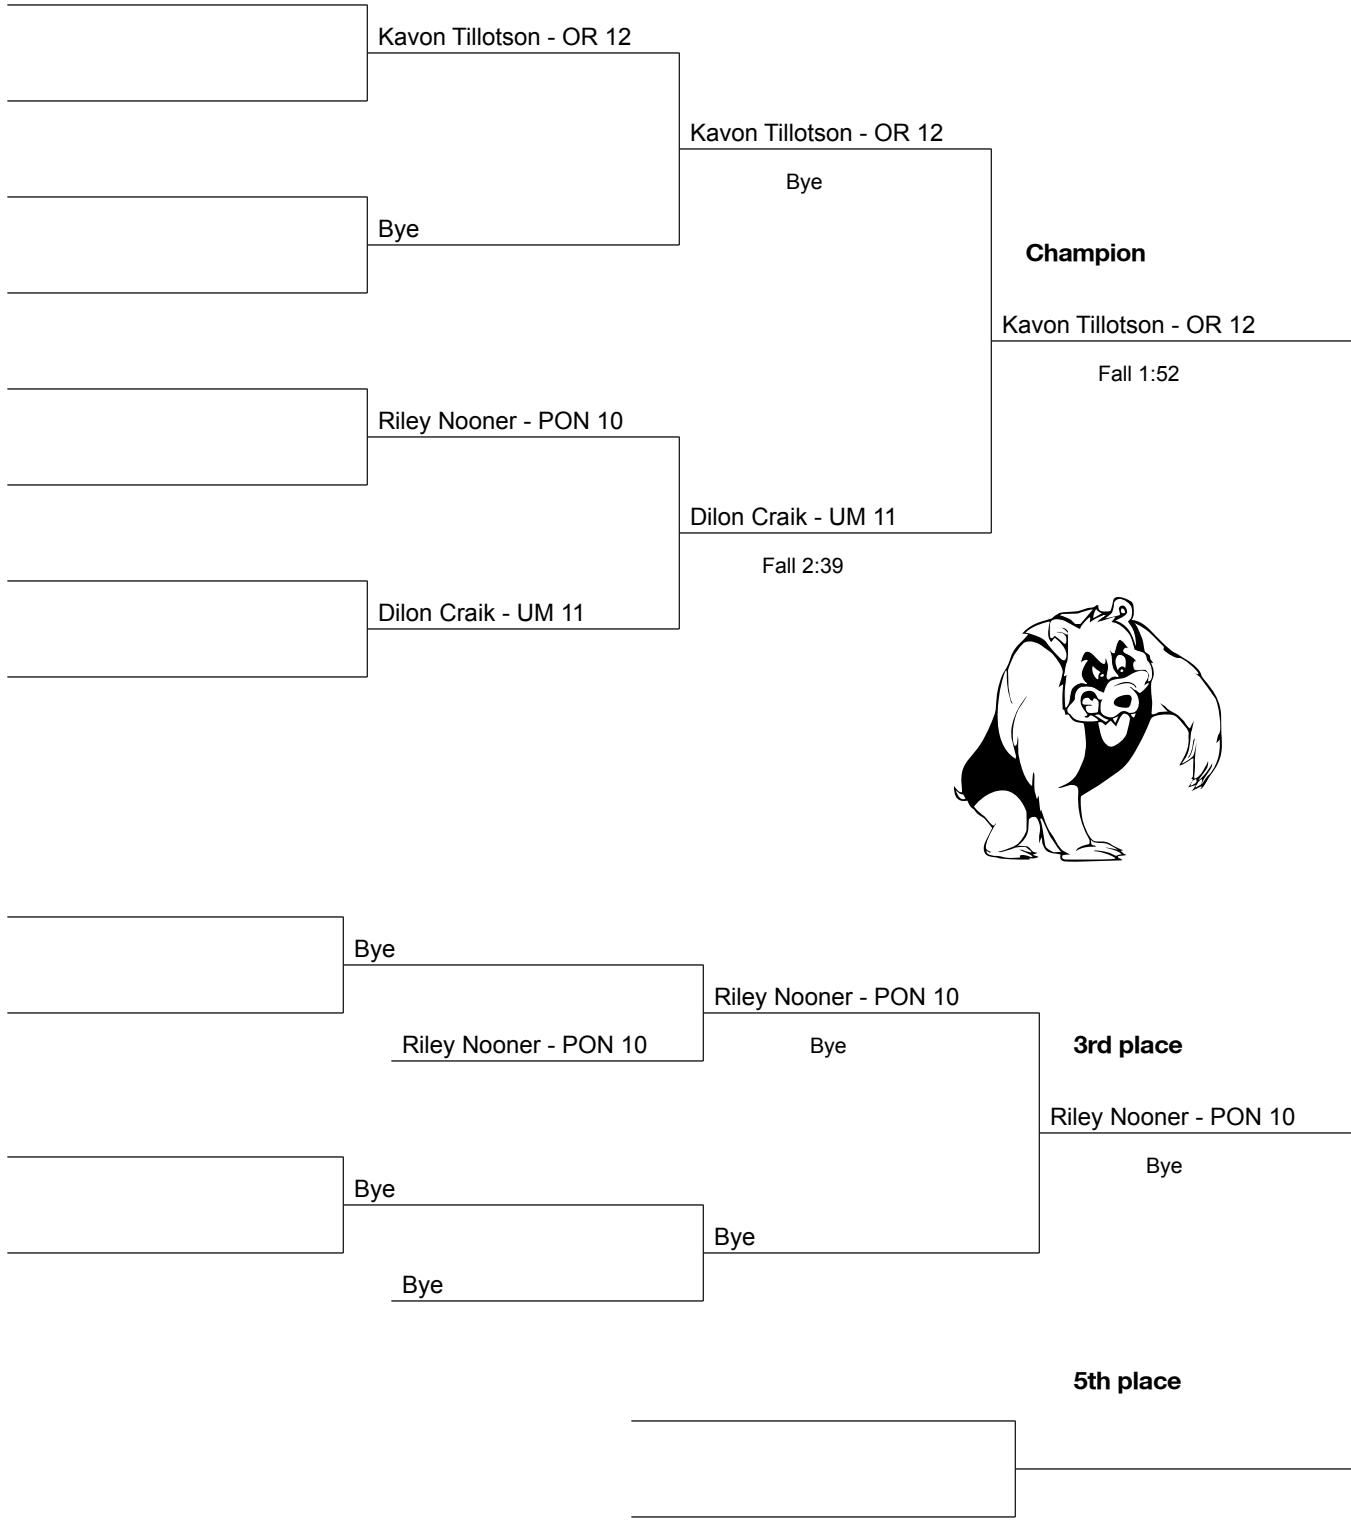 Kavon Tillotson - OR 12
Kavon Tillotson - OR 12
Bye
Bye
Champion
Kavon Tillotson - OR 12
Fall 1:52
Riley Nooner - PON 10
Dilon Craik - UM 11
Fall 2:39
Dilon Craik - UM 11
Bye
Riley Nooner - PON 10
Riley Nooner - PON 10
Bye
3rd place
Riley Nooner - PON 10
Bye
Bye
Bye
Bye
5th place